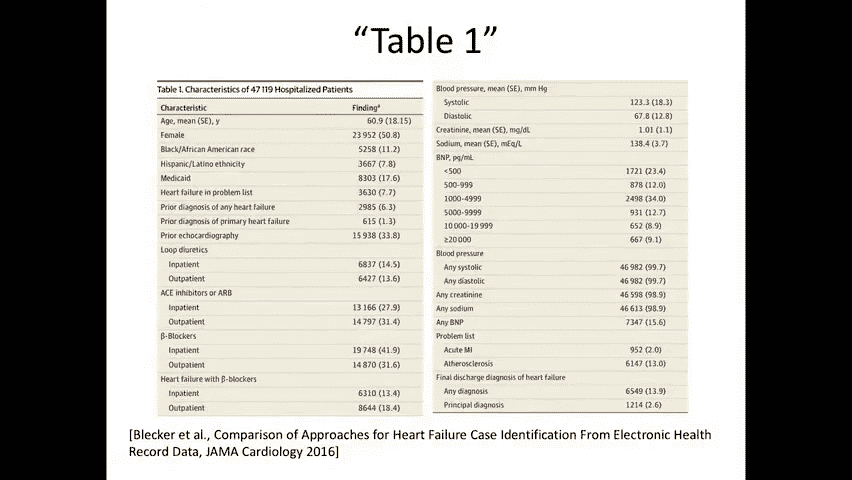 “Table 1”
Table 1. Characteristics of 47 119 Hospitalized Patients
Characteristic Findingᵃ
Age, mean (SE), y 60.9 (18.15)
Female 23 952 (50.8)
Black/African American race 5258 (11.2)
Hispanic/Latino ethnicity 3667 (7.8)
Medicaid 8303 (17.6)
Heart failure in problem list 3630 (7.7)
Prior diagnosis of any heart failure 2985 (6.3)
Prior diagnosis of primary heart failure 615 (1.3)
Prior echocardiography 15 938 (33.8)
Loop diuretics
Inpatient 6837 (14.5)
Outpatient 6427 (13.6)
ACE inhibitors or ARB
Inpatient 13 166 (27.9)
Outpatient 14 797 (31.4)
β-Blockers
Inpatient 19 748 (41.9)
Outpatient 14 870 (31.6)
Heart failure with β-blockers
Inpatient 6310 (13.4)
Outpatient 8644 (18.4)
Blood pressure, mean (SE), mm Hg
Systolic 123.3 (18.3)
Diastolic 67.8 (12.8)
Creatinine, mean (SE), mg/dL 1.01 (1.1)
Sodium, mean (SE), mEq/L 138.4 (3.7)
BNP, pg/mL
<500 1721 (23.4)
500-999 878 (12.0)
1000-4999 2498 (34.0)
5000-9999 931 (12.7)
10 000-19 999 652 (8.9)
≥20 000 667 (9.1)
Blood pressure
Any systolic 46 982 (99.7)
Any diastolic 46 982 (99.7)
Any creatinine 46 598 (98.9)
Any sodium 46 613 (98.9)
Any BNP 7347 (15.6)
Problem list
Acute MI 952 (2.0)
Atherosclerosis 6147 (13.0)
Final discharge diagnosis of heart failure
Any diagnosis 6549 (13.9)
Principal diagnosis 1214 (2.6)
[Blecker et al., Comparison of Approaches for Heart Failure Case Identification From Electronic Health
Record Data, JAMA Cardiology 2016]